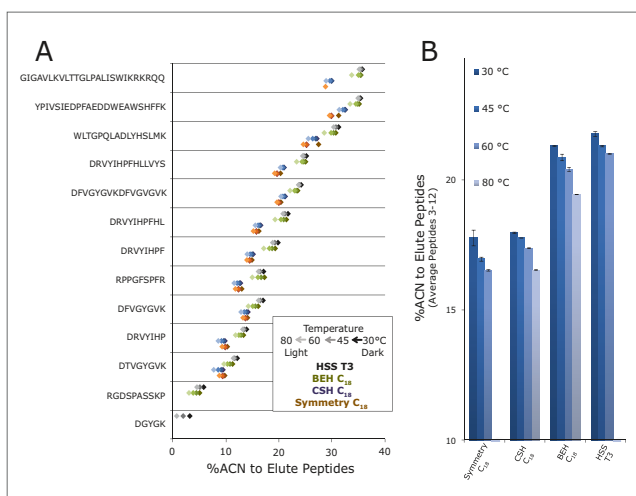 A
GIGAVLKVLTTGLPALISWIKRKRQQ
YPIVSIEDPFAEDDWEAWSHFFK
WLTGPQLADLYHSLMK
DRVYIHPFHLLVYS
DFVGYGVKDFVGVGVK
DRVYIHPFHL
DRVYIHPF
RPPGFSPFR
DFVGYGVK
DRVYIHP
DTVGYGVK
RGDSPASSKP
DGYGK
Temperature
80 60 45 30°C
Light Dark
HSS T3
BEH C18
CSH C18
Symmetry C18
0 10 20 30 40
%ACN to Elute Peptides
B
30 °C
45 °C
60 °C
80 °C
%ACN to Elute Peptides
(Average Peptides 3-12)
20
15
10
Symmetry
C18
CSH
C18
BEH
C18
HSS
T3